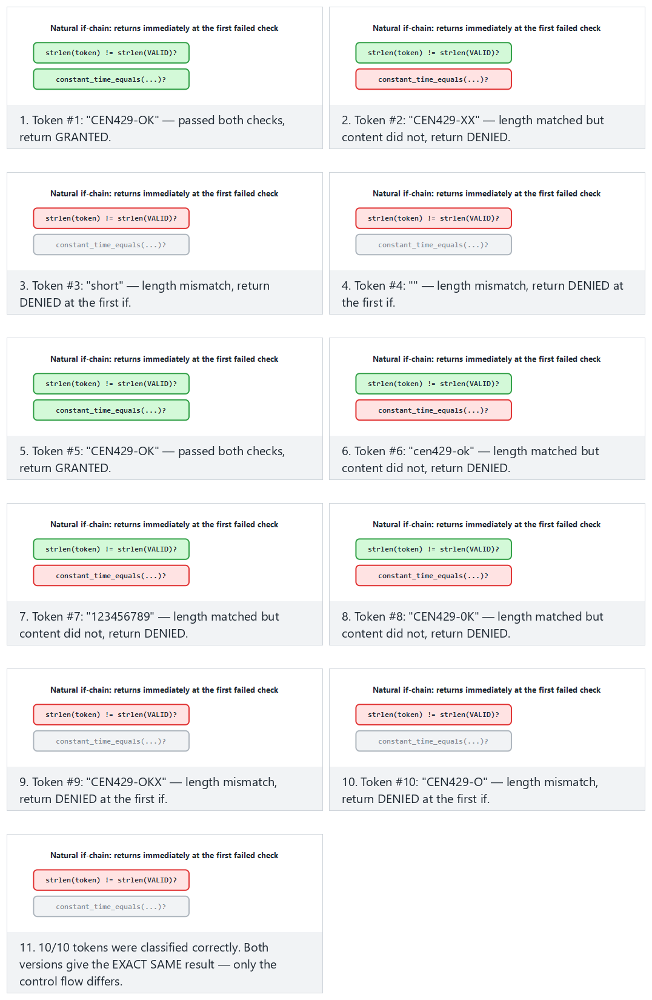 Natural if-chain: returns immediately at the first failed check
strlen(token) != strlen(VALID)?
constant_time_equals(...)?
1. Token #1: "CEN429-OK" — passed both checks,
return GRANTED.
Natural if-chain: returns immediately at the first failed check
strlen(token) != strlen(VALID)?
constant_time_equals(...)?
2. Token #2: "CEN429-XX" — length matched but
content did not, return DENIED.
Natural if-chain: returns immediately at the first failed check
strlen(token) != strlen(VALID)?
constant_time_equals(...)?
3. Token #3: "short" — length mismatch, return
DENIED at the first if.
Natural if-chain: returns immediately at the first failed check
strlen(token) != strlen(VALID)?
constant_time_equals(...)?
4. Token #4: "" — length mismatch, return DENIED at
the first if.
Natural if-chain: returns immediately at the first failed check
strlen(token) != strlen(VALID)?
constant_time_equals(...)?
5. Token #5: "CEN429-OK" — passed both checks,
return GRANTED.
Natural if-chain: returns immediately at the first failed check
strlen(token) != strlen(VALID)?
constant_time_equals(...)?
6. Token #6: "cen429-ok" — length matched but
content did not, return DENIED.
Natural if-chain: returns immediately at the first failed check
strlen(token) != strlen(VALID)?
constant_time_equals(...)?
7. Token #7: "123456789" — length matched but
content did not, return DENIED.
Natural if-chain: returns immediately at the first failed check
strlen(token) != strlen(VALID)?
constant_time_equals(...)?
8. Token #8: "CEN429-0K" — length matched but
content did not, return DENIED.
Natural if-chain: returns immediately at the first failed check
strlen(token) != strlen(VALID)?
constant_time_equals(...)?
9. Token #9: "CEN429-OKX" — length mismatch,
return DENIED at the first if.
Natural if-chain: returns immediately at the first failed check
strlen(token) != strlen(VALID)?
constant_time_equals(...)?
10. Token #10: "CEN429-O" — length mismatch,
return DENIED at the first if.
Natural if-chain: returns immediately at the first failed check
strlen(token) != strlen(VALID)?
constant_time_equals(...)?
11. 10/10 tokens were classified correctly. Both
versions give the EXACT SAME result — only the
control flow differs.